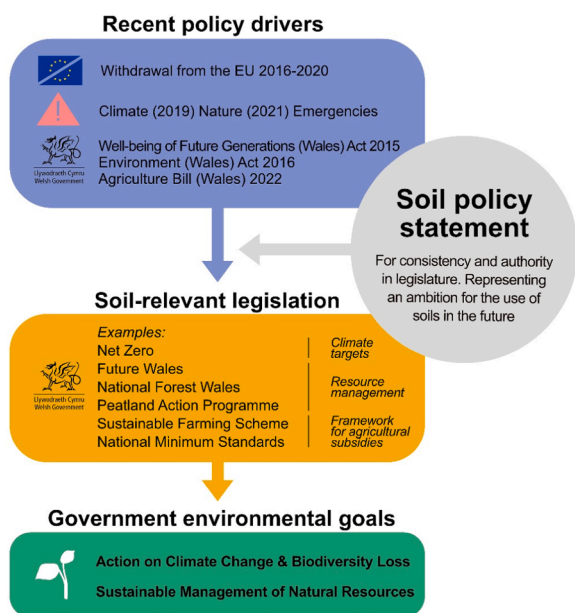 Recent policy drivers
Withdrawal from the EU 2016-2020
Climate (2019) Nature (2021) Emergencies
Llywodraeth Cymru
Welsh Government
Well-being of Future Generations (Wales) Act 2015
Environment (Wales) Act 2016
Agriculture Bill (Wales) 2022
Soil policy
statement
For consistency and authority
in legislature. Representing
an ambition for the use of
soils in the future
Soil-relevant legislation
Llywodraeth Cymru
Welsh Government
Examples:
Net Zero
Future Wales
National Forest Wales
Peatland Action Programme
Sustainable Farming Scheme
National Minimum Standards
Climate
targets
Resource
management
Framework
for agricultural
subsidies
Government environmental goals
Action on Climate Change & Biodiversity Loss
Sustainable Management of Natural Resources